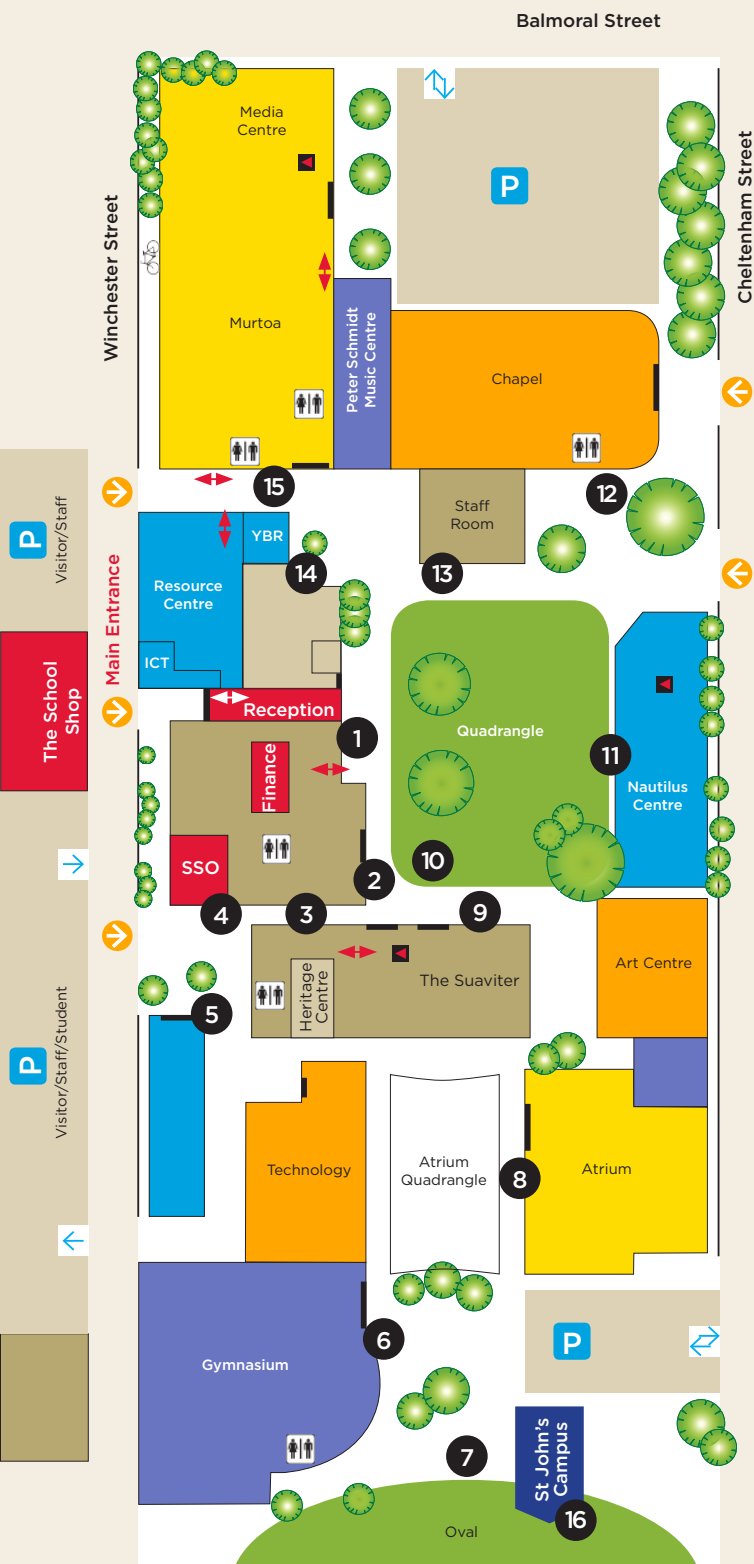 Balmoral Street
Media
Centre
P
Cheltenham Street
Winchester Street
Murtoa
Peter Schmidt
Music Centre
Chapel
15
12
Staff
Room
P
Visitor/Staff
YBR
14
13
Resource
Centre
Main Entrance
ICT
The School
Shop
Reception
1
Quadrangle
Finance
11
Nautilus
Centre
SSO
10
2
4
3
9
Art Centre
The Suaviter
Heritage
Centre
5
P
Visitor/Staff/Student
Technology
Atrium
Quadrangle
8
Atrium
6
P
Gymnasium
7
St John's
Campus
16
Oval